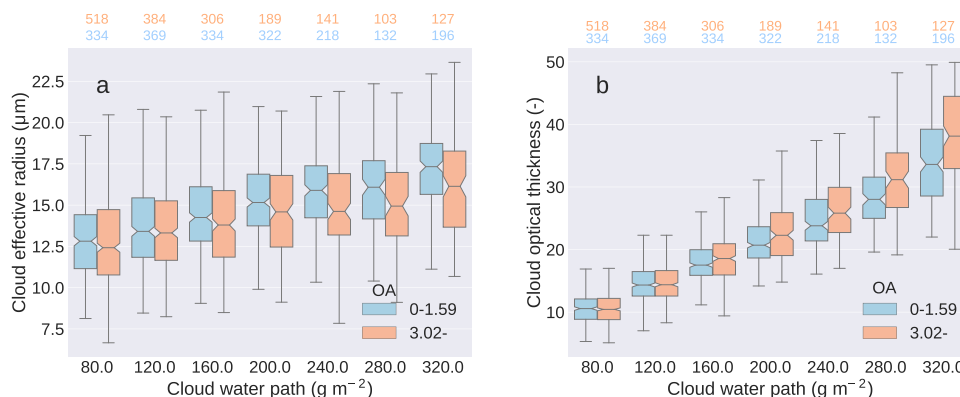 518 384 306 189 141 103 127
334 369 334 322 218 132 196
a
Cloud effective radius (μm)
22.5
20.0
17.5
15.0
12.5
10.0
7.5
OA
0-1.59
3.02-
80.0 120.0 160.0 200.0 240.0 280.0 320.0
Cloud water path (g m⁻²)
518 384 306 189 141 103 127
334 369 334 322 218 132 196
b
Cloud optical thickness (-)
50
40
30
20
10
OA
0-1.59
3.02-
80.0 120.0 160.0 200.0 240.0 280.0 320.0
Cloud water path (g m⁻²)